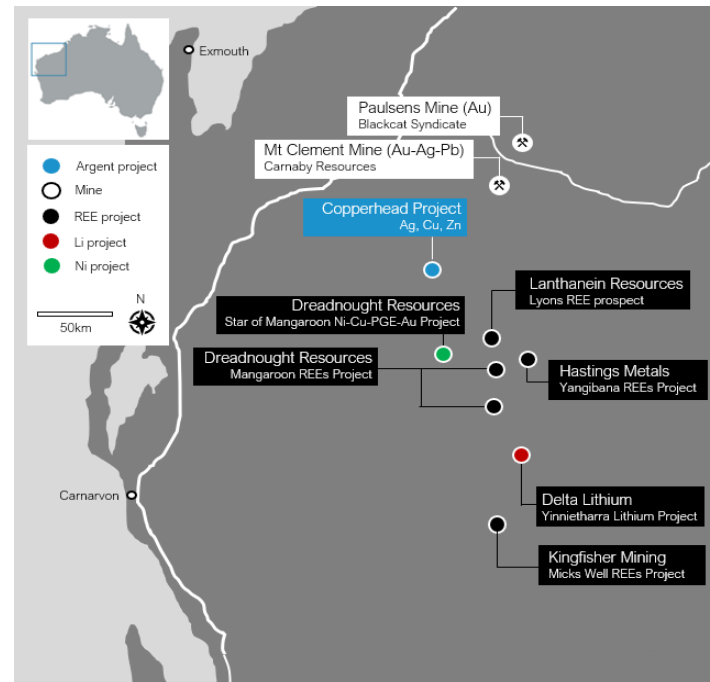 Exmouth
Paulsens Mine (Au)
Blackcat Syndicate
Mt Clement Mine (Au-Ag-Pb)
Carnaby Resources
Argent project
Mine
REE project
Li project
Ni project
N
50km
Copperhead Project
Ag, Cu, Zn
Lanthanein Resources
Lyons REE prospect
Dreadnought Resources
Star of Mangaroon Ni-Cu-PGE-Au Project
Dreadnought Resources
Mangaroon REEs Project
Hastings Metals
Yangibana REEs Project
Carnarvon
Delta Lithium
Yinnietharra Lithium Project
Kingfisher Mining
Micks Well REEs Project